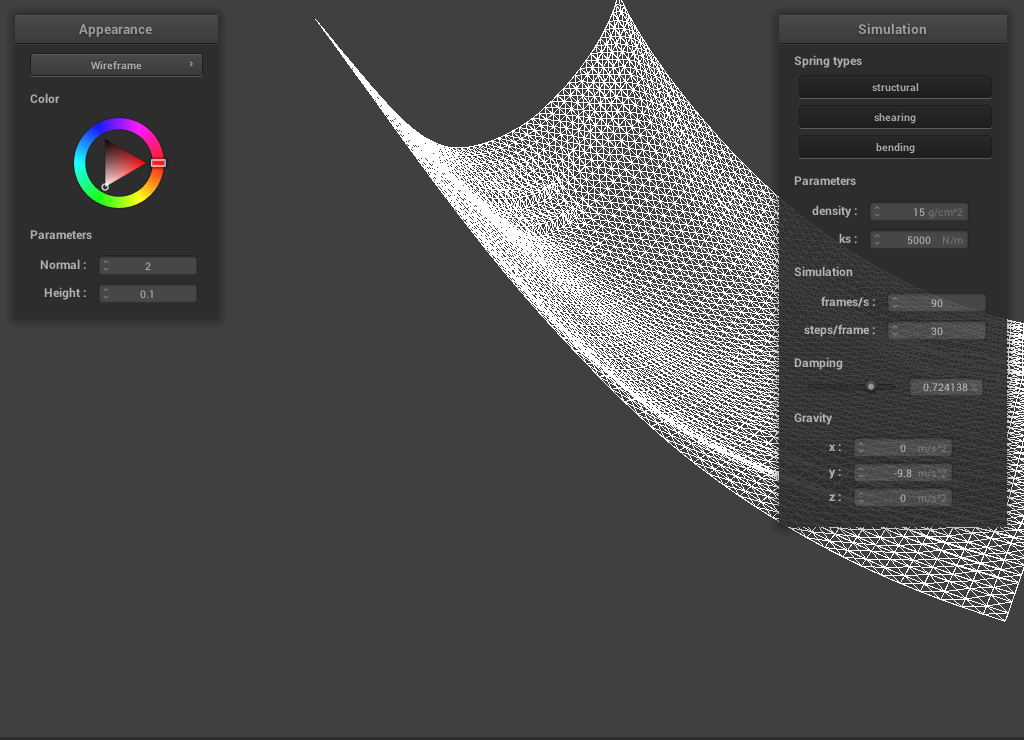 Appearance
Wireframe
Color
Parameters
Normal : 2
Height : 0.1
Simulation
Spring types
structural
shearing
bending
Parameters
density : 15 g/cm^2
ks : 5000 N/m
Simulation
frames/s : 90
steps/frame : 30
Damping
0.724138 %
Gravity
x : 0 m/s^2
y : -9.8 m/s^2
z : 0 m/s^2